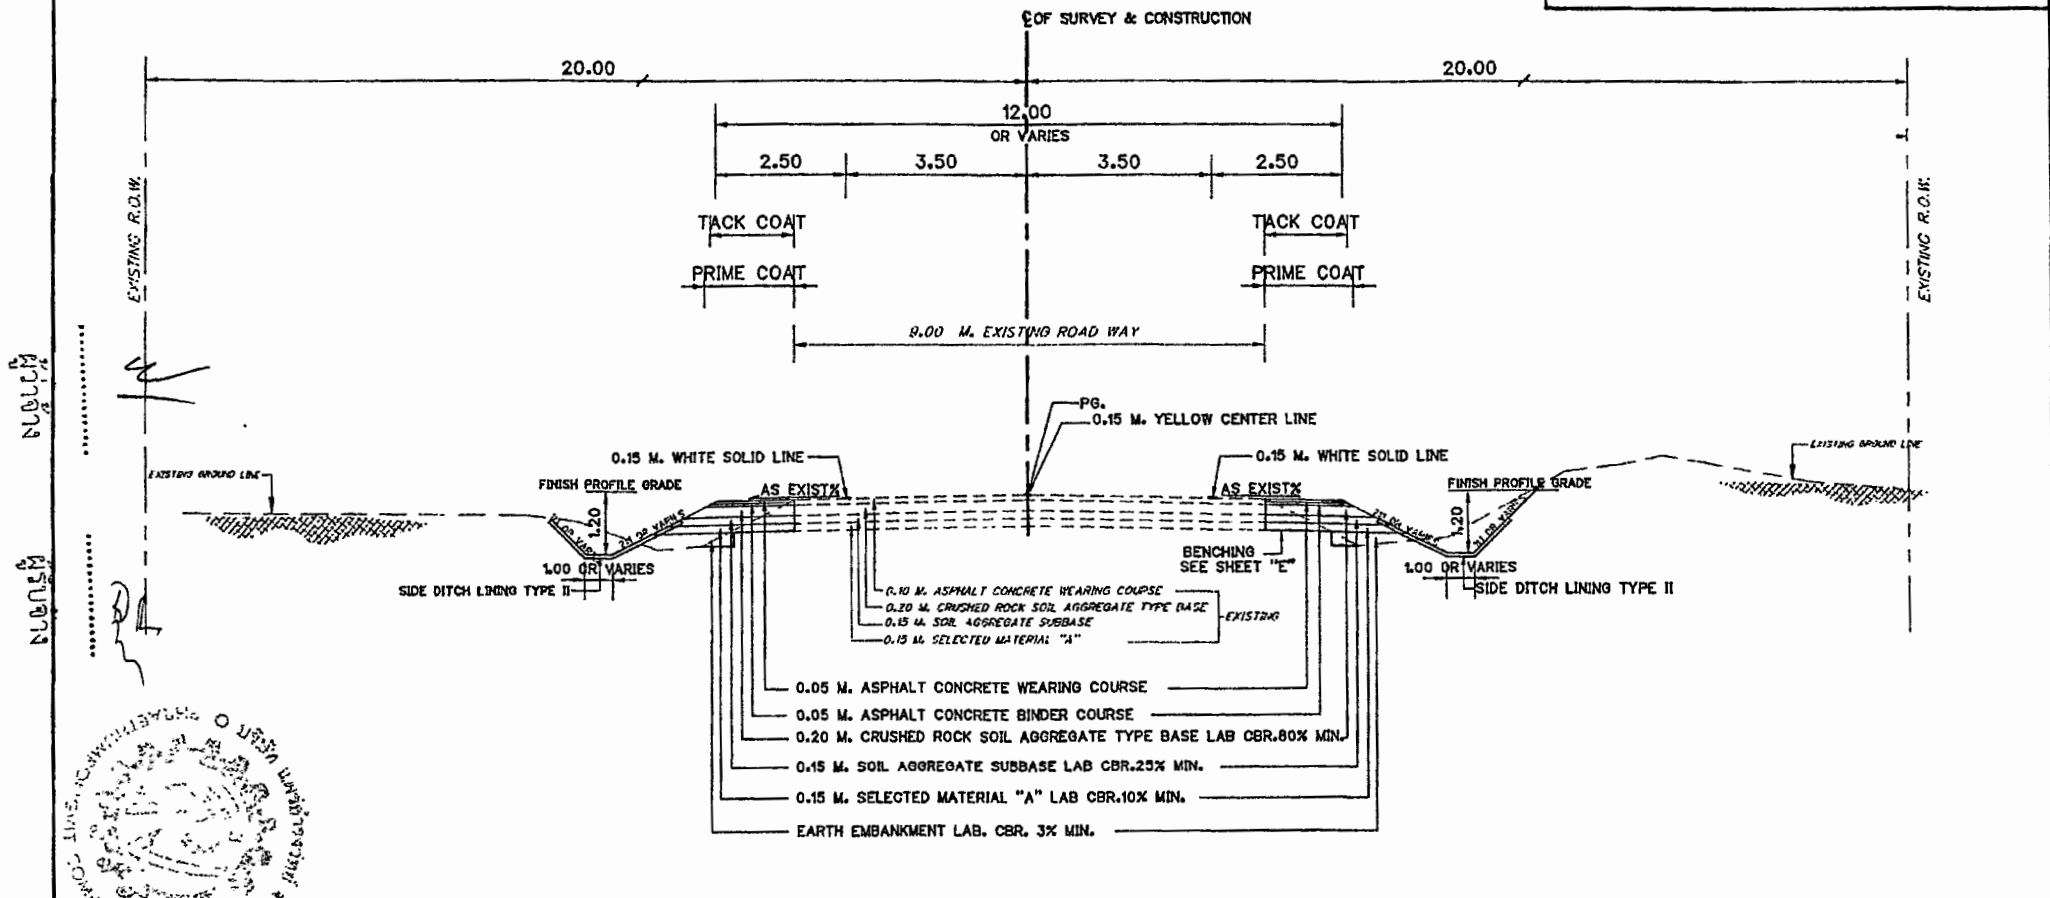 ℄ OF SURVEY & CONSTRUCTION
20.00
20.00
12.00
OR VARIES
2.50
3.50
3.50
2.50
TACK COAT
TACK COAT
PRIME COAT
PRIME COAT
EXISTING R.O.W.
EXISTING R.O.W.
9.00 M. EXISTING ROAD WAY
PG.
0.15 M. YELLOW CENTER LINE
0.15 M. WHITE SOLID LINE
0.15 M. WHITE SOLID LINE
EXISTING GROUND LINE
EXISTING GROUND LINE
FINISH PROFILE GRADE
AS EXIST%
AS EXIST%
FINISH PROFILE GRADE
1.20
1.20
2:1 OR VARIES
BENCHING
SEE SHEET "E"
1.00 OR VARIES
1.00 OR VARIES
SIDE DITCH LINING TYPE II
SIDE DITCH LINING TYPE II
0.10 M. ASPHALT CONCRETE WEARING COURSE
0.20 M. CRUSHED ROCK SOIL AGGREGATE TYPE BASE
0.15 M. SOIL AGGREGATE SUBBASE
0.15 M. SELECTED MATERIAL "A"
EXISTING
0.05 M. ASPHALT CONCRETE WEARING COURSE
0.05 M. ASPHALT CONCRETE BINDER COURSE
0.20 M. CRUSHED ROCK SOIL AGGREGATE TYPE BASE LAB CBR.80% MIN.
0.15 M. SOIL AGGREGATE SUBBASE LAB CBR.25% MIN.
0.15 M. SELECTED MATERIAL "A" LAB CBR.10% MIN.
EARTH EMBANKMENT LAB. CBR. 3% MIN.